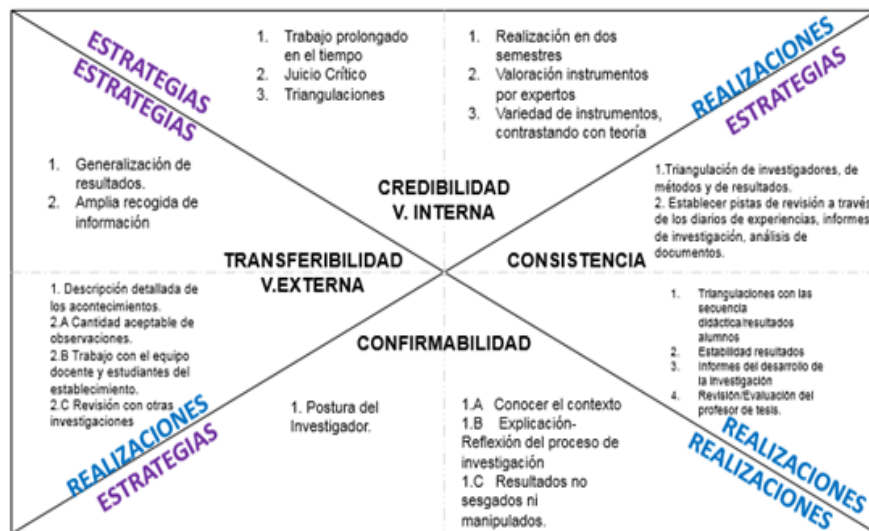 ESTRATEGIAS
ESTRATEGIAS
1. Trabajo prolongado
en el tiempo
2. Juicio Crítico
3. Triangulaciones
1. Realización en dos
semestres
2. Valoración instrumentos
por expertos
3. Variedad de instrumentos,
contrastando con teoría
REALIZACIONES
ESTRATEGIAS
1. Generalización de
resultados.
2. Amplia recogida de
información
CREDIBILIDAD
V. INTERNA
1.Triangulación de investigadores, de
métodos y de resultados.
2. Establecer pistas de revisión a través
de los diarios de experiencias, informes
de investigación, análisis de
documentos.
TRANSFERIBILIDAD
V.EXTERNA
CONSISTENCIA
1. Descripción detallada de
los acontecimientos.
2.A Cantidad aceptable de
observaciones.
2.B Trabajo con el equipo
docente y estudiantes del
establecimiento.
2.C Revisión con otras
investigaciones
1. Triangulaciones con las
secuencia
didáctica/resultados
alumnos
2. Estabilidad resultados
3. Informes del desarrollo de
la investigación
4. Revisión/Evaluación del
profesor de tesis.
CONFIRMABILIDAD
REALIZACIONES
ESTRATEGIAS
1. Postura del
Investigador.
1.A Conocer el contexto
1.B Explicación-
Reflexión del proceso de
investigación
1.C Resultados no
sesgados ni
manipulados.
REALIZACIONES
REALIZACIONES